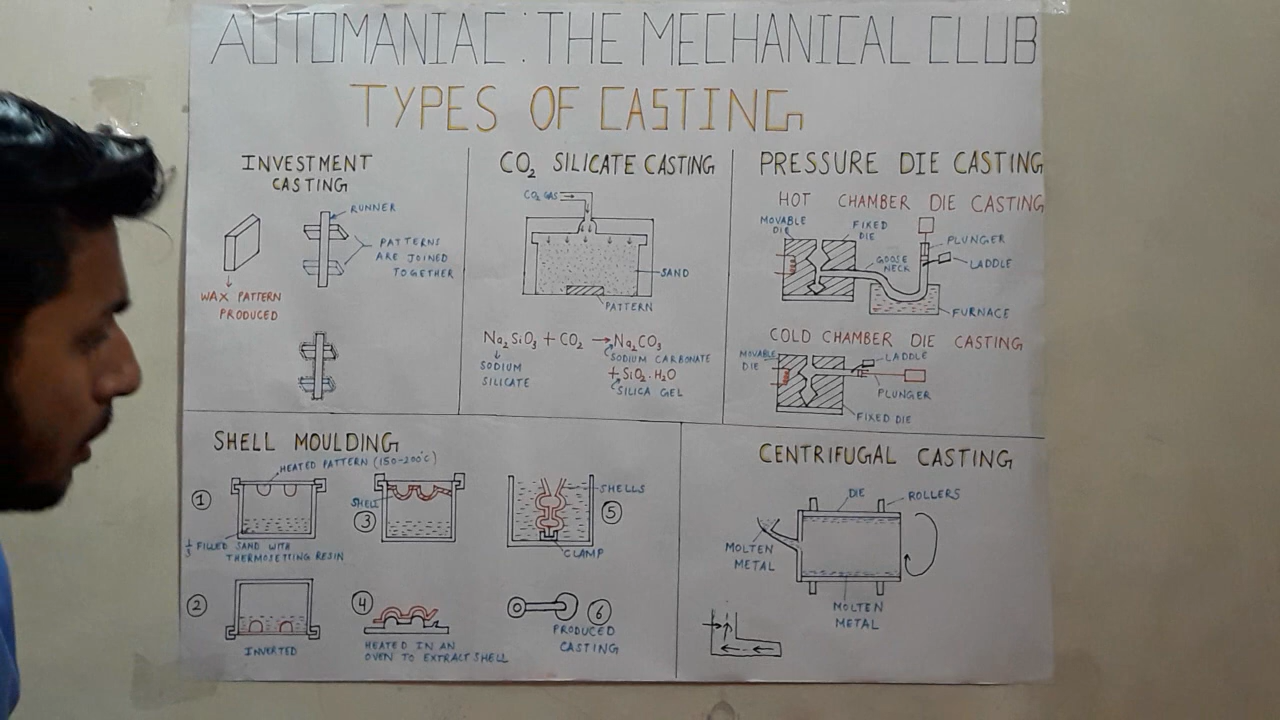 AUTOMANIAC : THE MECHANICAL CLUB
TYPES OF CASTING
INVESTMENT
CASTING
RUNNER
PATTERNS
ARE JOINED
TOGETHER
WAX PATTERN
PRODUCED
CO₂ SILICATE CASTING
CO₂ GAS
SAND
PATTERN
Na₂SiO₃ + CO₂ → Na₂CO₃
SODIUM CARBONATE
SODIUM
SILICATE
+ SiO₂.H₂O
SILICA GEL
PRESSURE DIE CASTING
HOT CHAMBER DIE CASTING
MOVABLE
DIE
FIXED
DIE
GOOSE
NECK
PLUNGER
LADDLE
FURNACE
COLD CHAMBER DIE CASTING
MOVABLE
DIE
LADDLE
PLUNGER
FIXED DIE
SHELL MOULDING
HEATED PATTERN (150-200°C)
1
1/3 FILLED SAND WITH
THERMOSETTING RESIN
2
INVERTED
SHELL
3
4
HEATED IN AN
OVEN TO EXTRACT SHELL
SHELLS
5
CLAMP
6
PRODUCED
CASTING
CENTRIFUGAL CASTING
DIE
ROLLERS
MOLTEN
METAL
MOLTEN
METAL